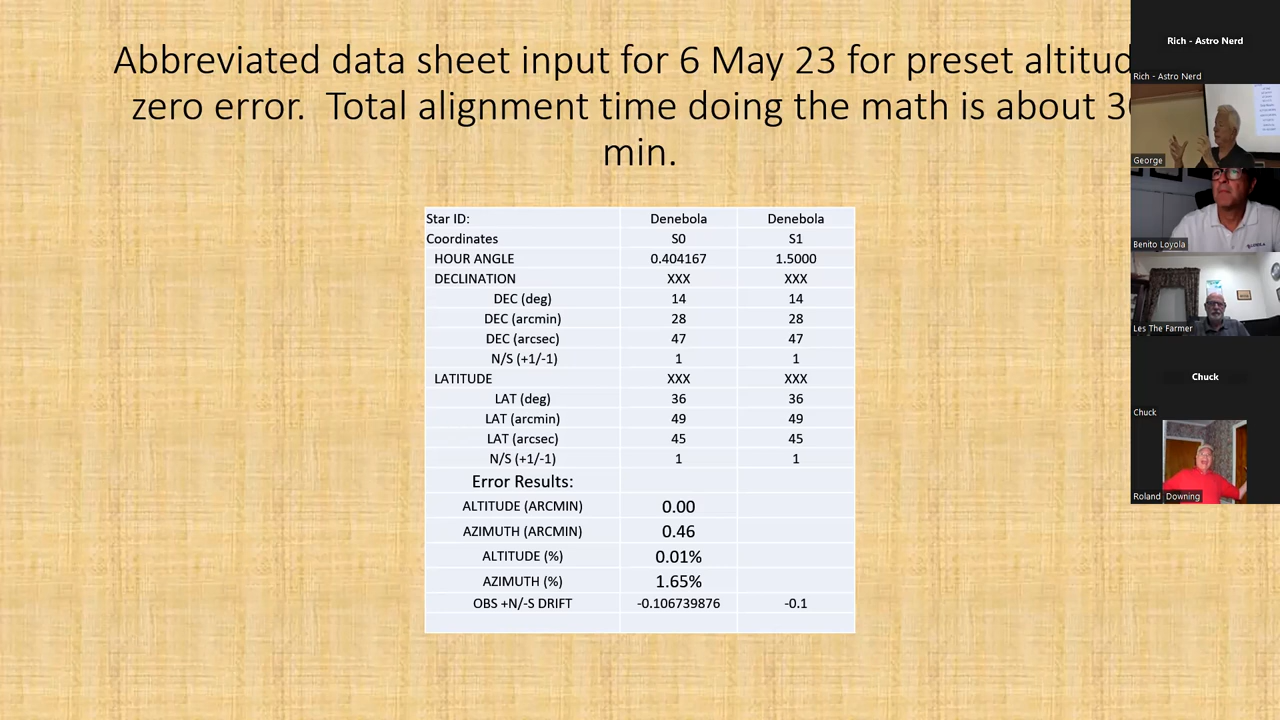 Abbreviated data sheet input for 6 May 23 for preset
zero error. Total alignment time doing the math is about
min.
Star ID: Denebola Denebola
Coordinates S0 S1
HOUR ANGLE 0.404167 1.5000
DECLINATION XXX XXX
DEC (deg) 14 14
DEC (arcmin) 28 28
DEC (arcsec) 47 47
N/S (+1/-1) 1 1
LATITUDE XXX XXX
LAT (deg) 36 36
LAT (arcmin) 49 49
LAT (arcsec) 45 45
N/S (+1/-1) 1 1
Error Results:
ALTITUDE (ARCMIN) 0.00
AZIMUTH (ARCMIN) 0.46
ALTITUDE (%) 0.01%
AZIMUTH (%) 1.65%
OBS +N/-S DRIFT -0.106739876 -0.1
Rich - Astro Nerd
Rich - Astro Nerd
George
Benito Loyola
Les The Farmer
Chuck
Chuck
Roland Downing